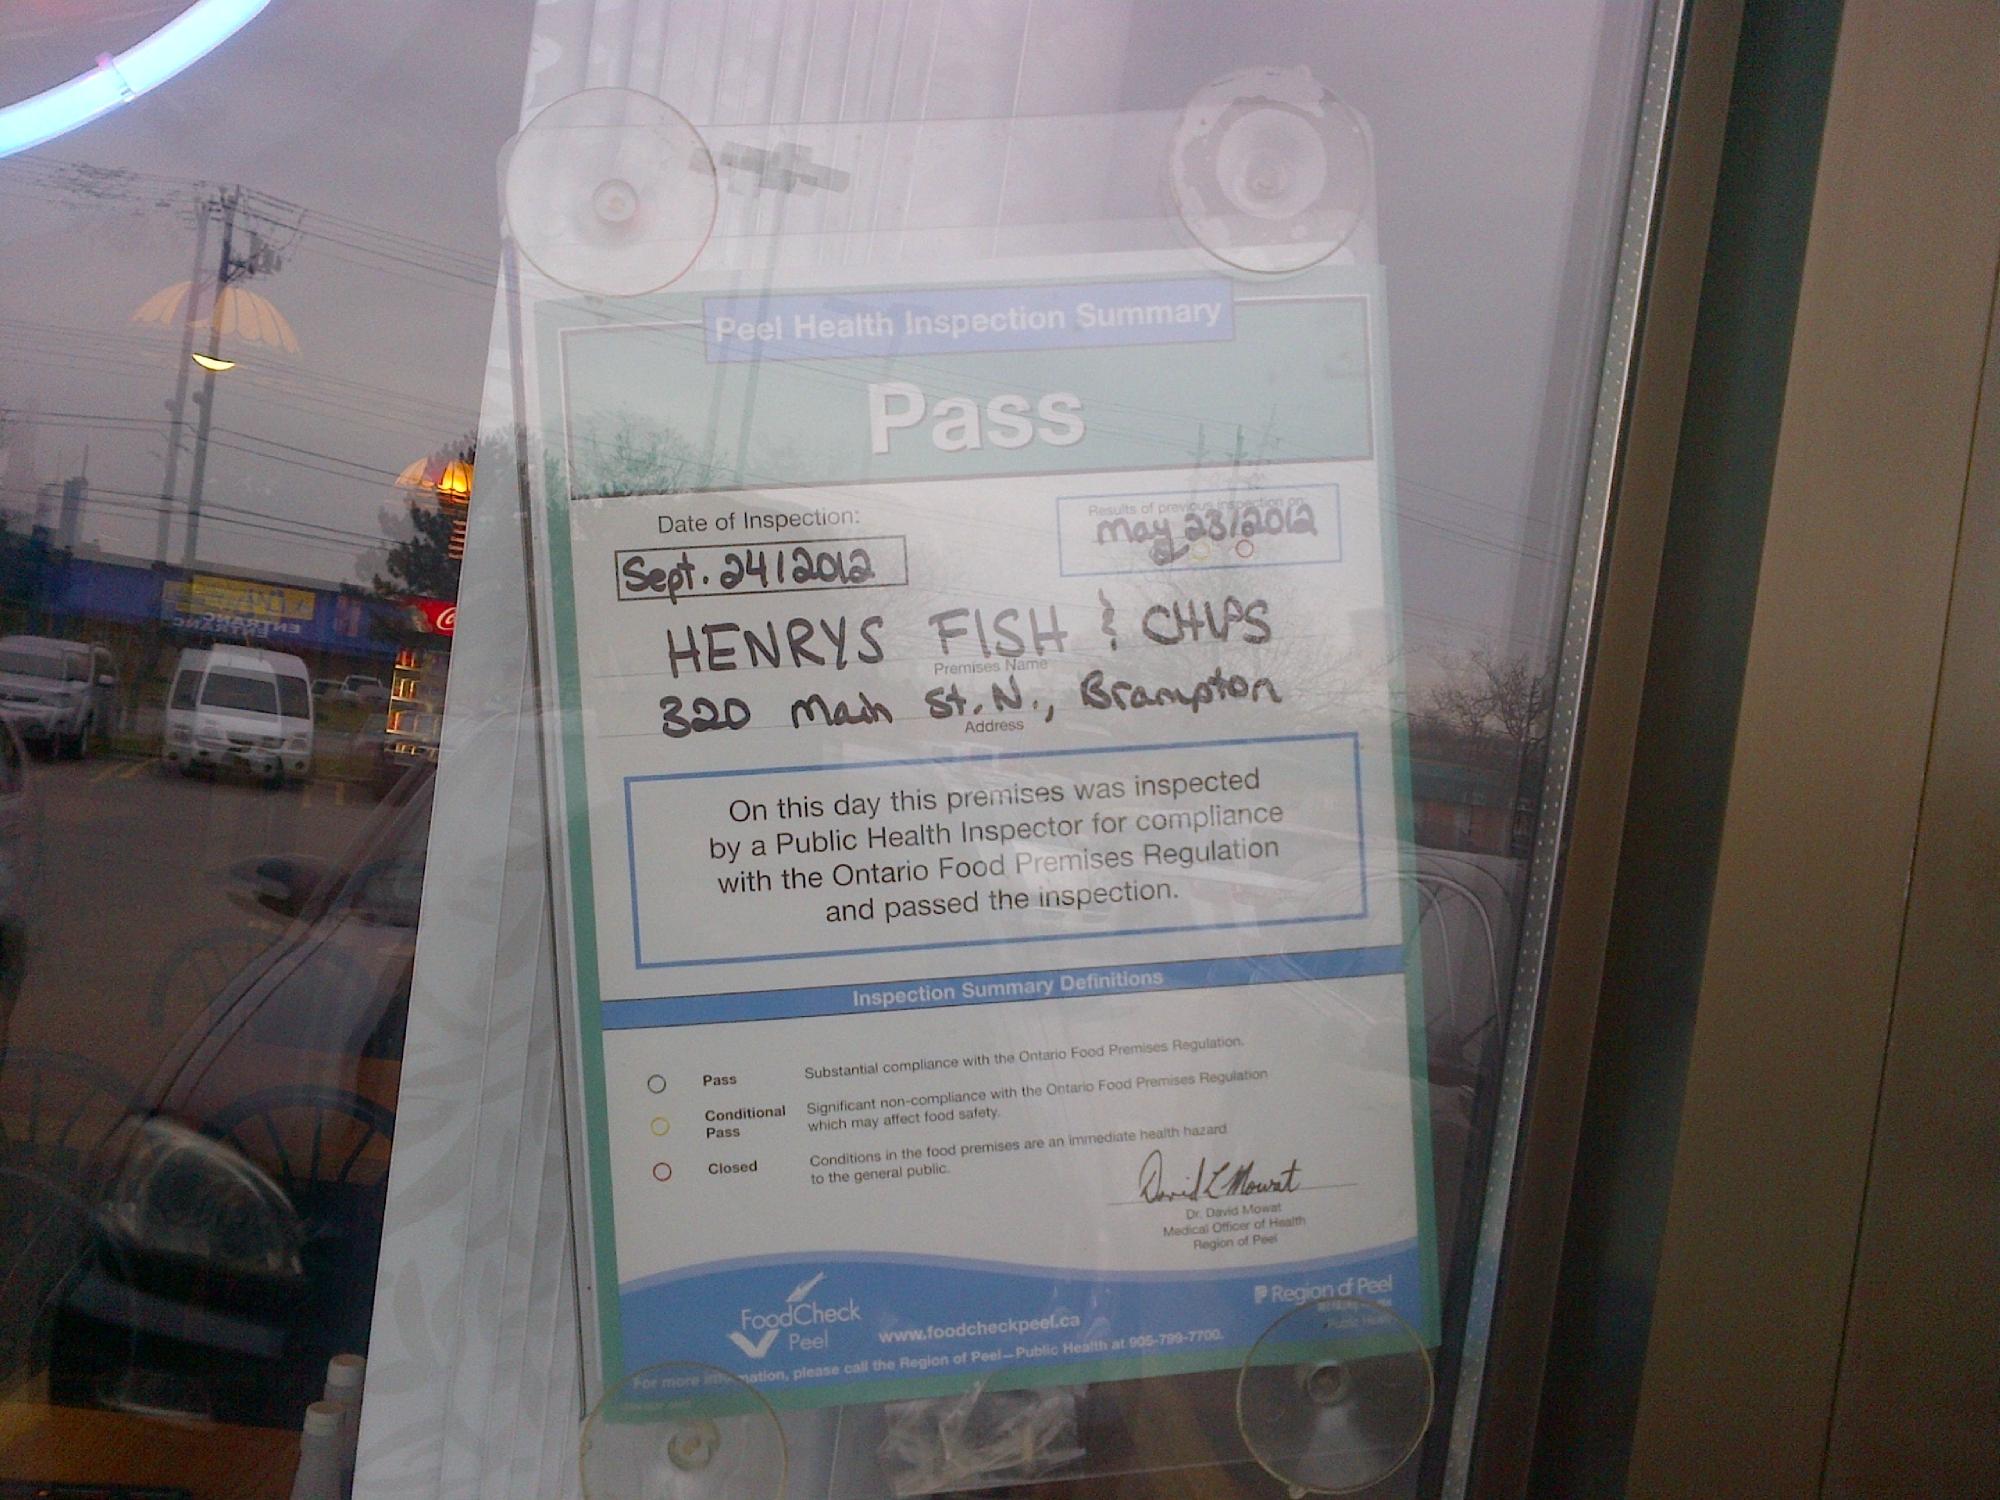 Peel Health Inspection Summary
Pass
Date of Inspection:
Sept. 24/2012
Results of previous inspection on:
May 23/2012
HENRYS FISH & CHIPS
Premises Name
320 Main St. N., Brampton
Address
On this day this premises was inspected
by a Public Health Inspector for compliance
with the Ontario Food Premises Regulation
and passed the inspection.
Inspection Summary Definitions
Pass Substantial compliance with the Ontario Food Premises Regulation.
Conditional Pass Significant non-compliance with the Ontario Food Premises Regulation
which may affect food safety.
Closed Conditions in the food premises are an immediate health hazard
to the general public.
David L Mowat
Dr. David Mowat
Medical Officer of Health
Region of Peel
FoodCheck
Peel
www.foodcheckpeel.ca
Region of Peel
Public Health
For more information, please call the Region of Peel – Public Health at 905-799-7700.
ENTRANCE